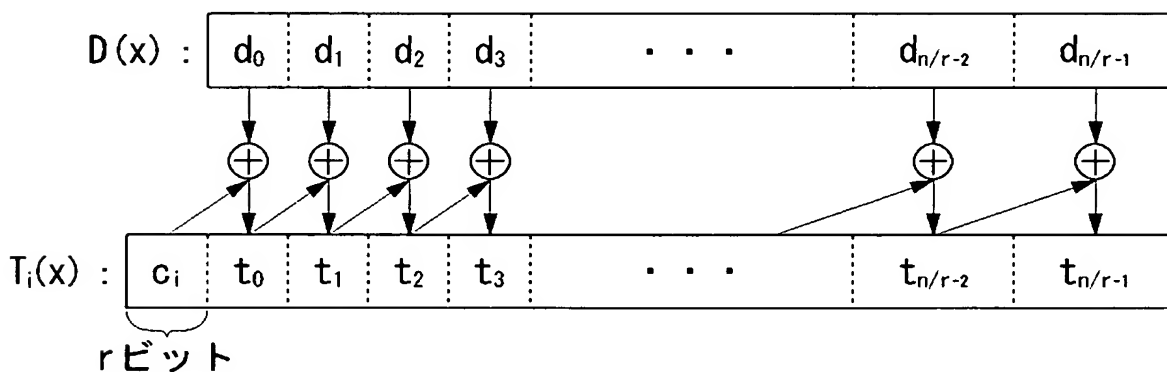 D(x) : d₀ d₁ d₂ d₃ ・・・ dₙ/ᵣ₋₂ dₙ/ᵣ₋₁
Tᵢ(x) : cᵢ t₀ t₁ t₂ t₃ ・・・ tₙ/ᵣ₋₂ tₙ/ᵣ₋₁
rビット